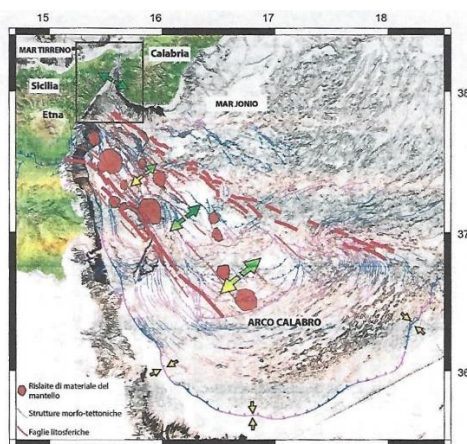 15 16 17 18
MAR TIRRENO
Calabria
Sicilia
MAR JONIO
38
Etna
37
ARCO CALABRO
36
Rislaite di materiale del
mantello
Strutture morfo-tettoniche
Faglie litosferiche